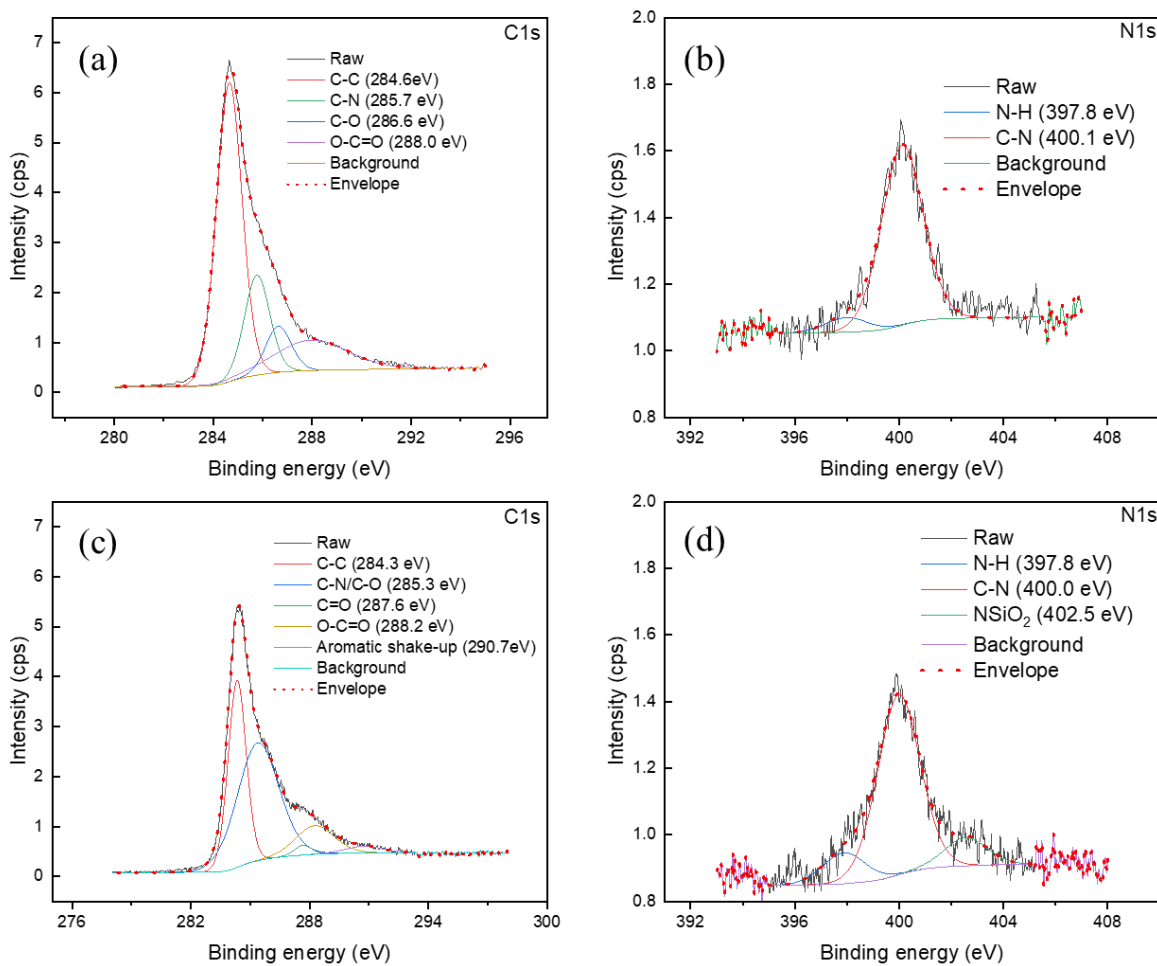 (a)
C1s
Raw
C-C (284.6eV)
C-N (285.7 eV)
C-O (286.6 eV)
O-C=O (288.0 eV)
Background
Envelope
Intensity (cps)
7
6
5
4
3
2
1
0
280 284 288 292 296
Binding energy (eV)
(b)
N1s
Raw
N-H (397.8 eV)
C-N (400.1 eV)
Background
Envelope
Intensity (cps)
2.0
1.8
1.6
1.4
1.2
1.0
0.8
392 396 400 404 408
Binding energy (eV)
(c)
C1s
Raw
C-C (284.3 eV)
C-N/C-O (285.3 eV)
C=O (287.6 eV)
O-C=O (288.2 eV)
Aromatic shake-up (290.7eV)
Background
Envelope
Intensity (cps)
7
6
5
4
3
2
1
0
276 282 288 294 300
Binding energy (eV)
(d)
N1s
Raw
N-H (397.8 eV)
C-N (400.0 eV)
NSiO₂ (402.5 eV)
Background
Envelope
Intensity (cps)
2.0
1.8
1.6
1.4
1.2
1.0
0.8
392 396 400 404 408
Binding energy (eV)